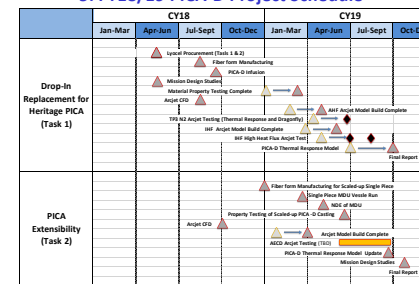 CY18 CY19
Jan-Mar Apr-Jun Jul-Sept Oct-Dec Jan-Mar Apr-Jun Jul-Sept
Drop-In
Replacement for
Heritage PICA
(Task 1)
Lyocel Procurement (Tasks 1 & 2)
Fiber form Manufacturing
PICA-D Infusion
Mission Design Studies
Material Property Testing Complete
Arcjet CFD
AHF Arcjet Model Build Complete
TP3 N2 Arcjet Testing (Thermal Response and Dragonfly)
IHF Arcjet Model Build Complete
IHF High Heat Flux Arcjet Test
PICA-D Thermal Response Model
Final Report
PICA
Extensibility
(Task 2)
Fiber form Manufacturing for Scaled-up Single Piece
Single Piece MDU Vessle Run
NDE of MDU
Property Testing of Scaled-up PICA -D Casting
Arcjet CFD
Arcjet Model Build Complete
AECD Arcjet Testing (TBD)
PICA-D Thermal Response Model Update
Mission Design Studies
Final Report